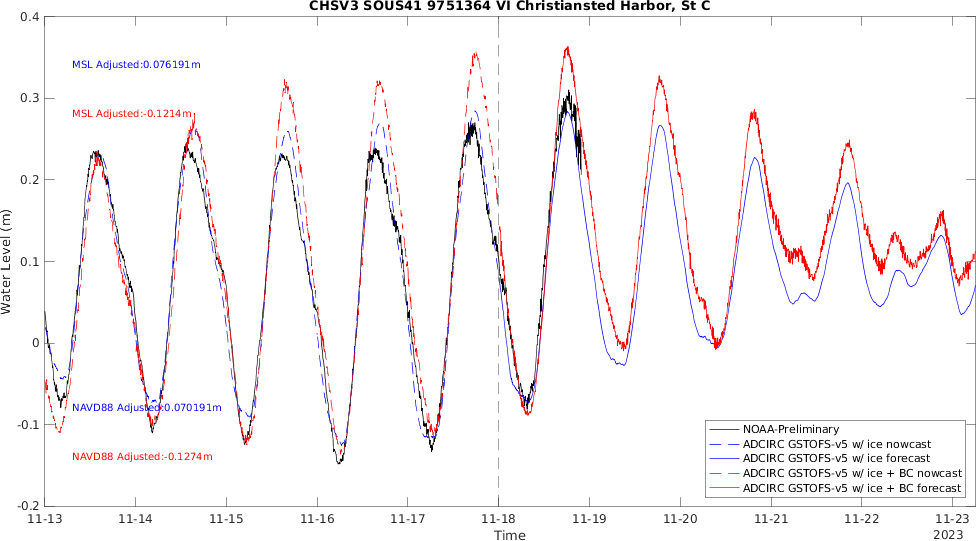 CHSV3 SOUS41 9751364 VI Christiansted Harbor, St C
0.4
0.3
0.2
0.1
0
-0.1
-0.2
Water Level (m)
MSL Adjusted:0.076191m
MSL Adjusted:-0.1214m
NAVD88 Adjusted:0.070191m
NAVD88 Adjusted:-0.1274m
NOAA-Preliminary
ADCIRC GSTOFS-v5 w/ ice nowcast
ADCIRC GSTOFS-v5 w/ ice forecast
ADCIRC GSTOFS-v5 w/ ice + BC nowcast
ADCIRC GSTOFS-v5 w/ ice + BC forecast
11-13 11-14 11-15 11-16 11-17 11-18 11-19 11-20 11-21 11-22 11-23
Time
2023